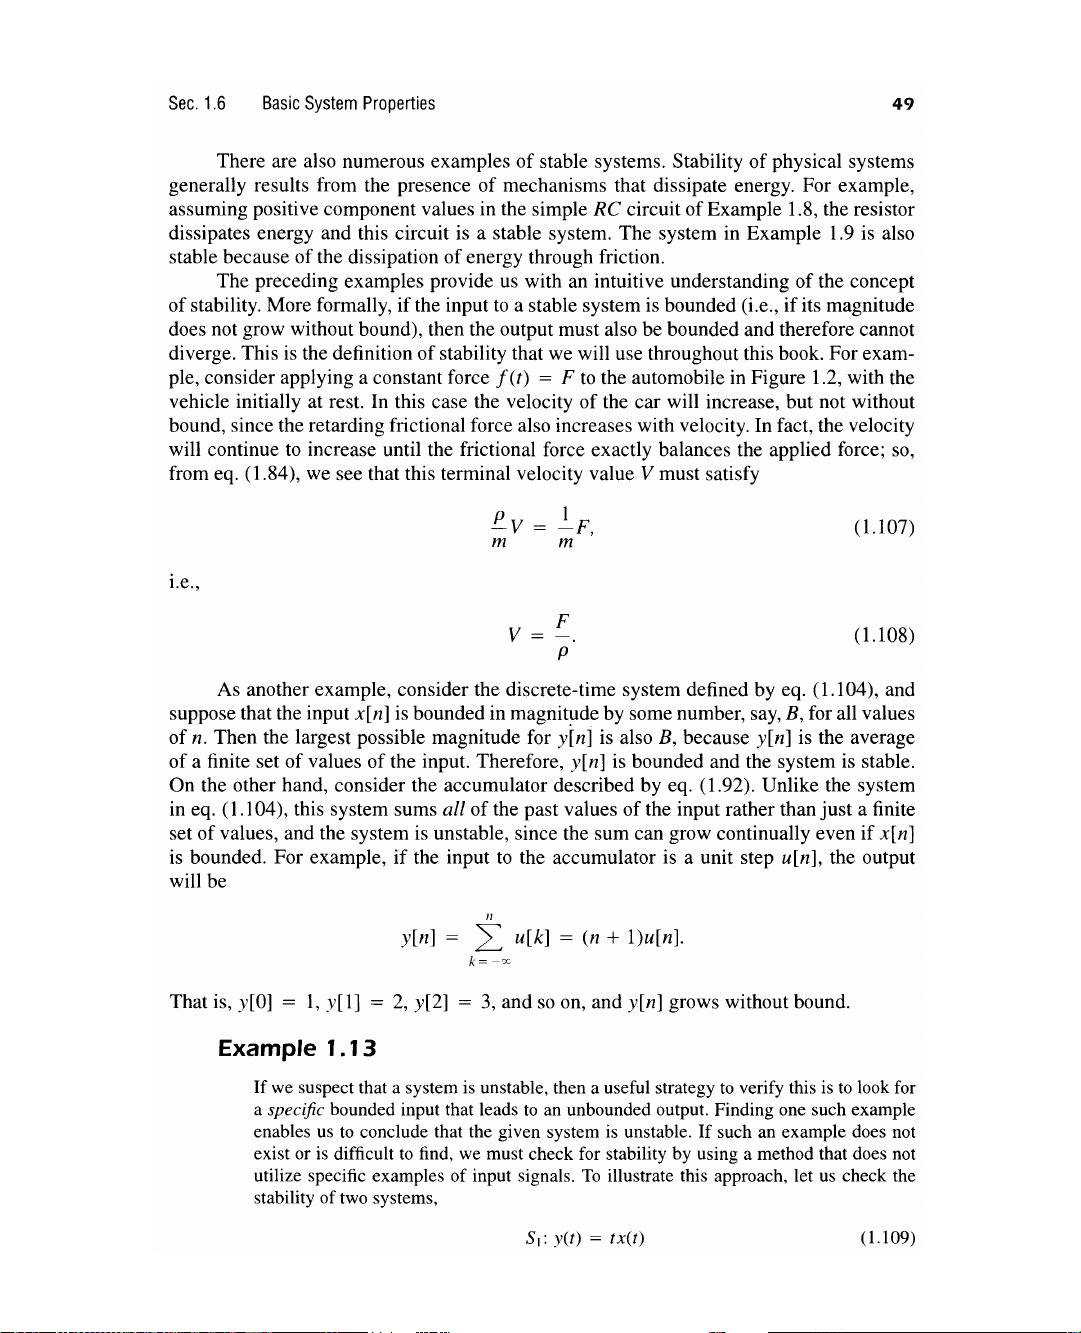 Sec. 1.6 Basic System Properties 49
There are also numerous examples of stable systems. Stability of physical systems
generally results from the presence of mechanisms that dissipate energy. For example,
assuming positive component values in the simple RC circuit of Example 1.8, the resistor
dissipates energy and this circuit is a stable system. The system in Example 1.9 is also
stable because of the dissipation of energy through friction.
The preceding examples provide us with an intuitive understanding of the concept
of stability. More formally, if the input to a stable system is bounded (i.e., if its magnitude
does not grow without bound), then the output must also be bounded and therefore cannot
diverge. This is the definition of stability that we will use throughout this book. For exam-
ple, consider applying a constant force f(t) = F to the automobile in Figure 1.2, with the
vehicle initially at rest. In this case the velocity of the car will increase, but not without
bound, since the retarding frictional force also increases with velocity. In fact, the velocity
will continue to increase until the frictional force exactly balances the applied force; so,
from eq. (1.84), we see that this terminal velocity value V must satisfy
ρ/m V = 1/m F, (1.107)
i.e.,
V = F/ρ. (1.108)
As another example, consider the discrete-time system defined by eq. (1.104), and
suppose that the input x[n] is bounded in magnitude by some number, say, B, for all values
of n. Then the largest possible magnitude for y[n] is also B, because y[n] is the average
of a finite set of values of the input. Therefore, y[n] is bounded and the system is stable.
On the other hand, consider the accumulator described by eq. (1.92). Unlike the system
in eq. (1.104), this system sums all of the past values of the input rather than just a finite
set of values, and the system is unstable, since the sum can grow continually even if x[n]
is bounded. For example, if the input to the accumulator is a unit step u[n], the output
will be
y[n] = ∑_{k=-∞}^{n} u[k] = (n + 1)u[n].
That is, y[0] = 1, y[1] = 2, y[2] = 3, and so on, and y[n] grows without bound.
Example 1.13
If we suspect that a system is unstable, then a useful strategy to verify this is to look for
a specific bounded input that leads to an unbounded output. Finding one such example
enables us to conclude that the given system is unstable. If such an example does not
exist or is difficult to find, we must check for stability by using a method that does not
utilize specific examples of input signals. To illustrate this approach, let us check the
stability of two systems,
S₁: y(t) = tx(t) (1.109)